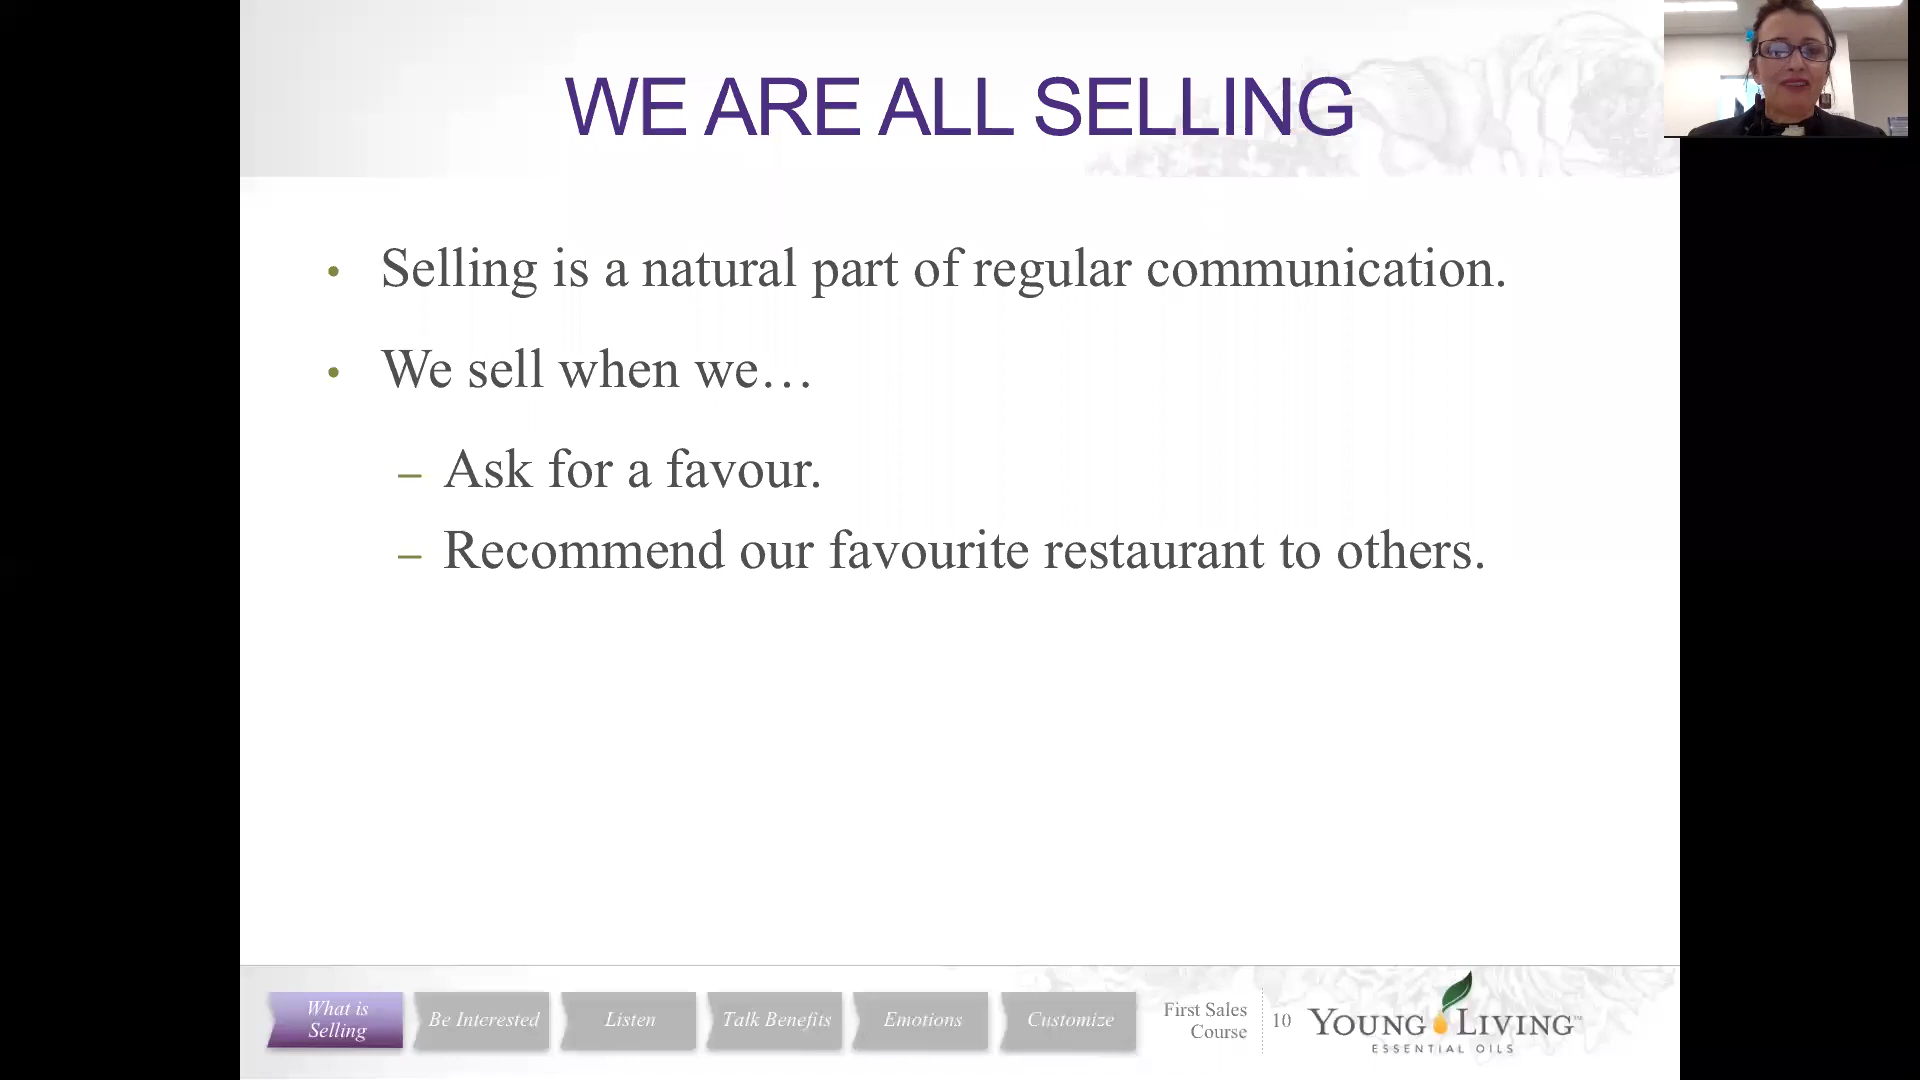 WE ARE ALL SELLING
• Selling is a natural part of regular communication.
• We sell when we…
– Ask for a favour.
– Recommend our favourite restaurant to others.
What is
Selling
Be Interested
Listen
Talk Benefits
Emotions
Customize
First Sales
Course
10
YOUNG LIVING™
ESSENTIAL OILS